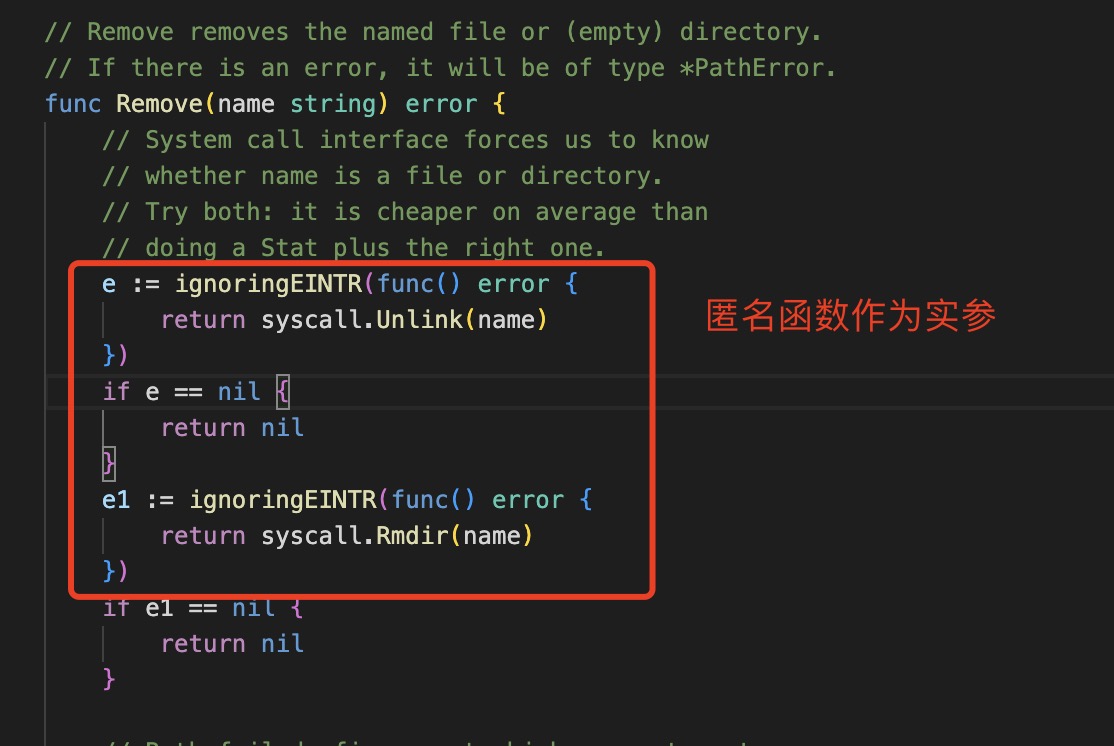 // Remove removes the named file or (empty) directory.
// If there is an error, it will be of type *PathError.
func Remove(name string) error {
// System call interface forces us to know
// whether name is a file or directory.
// Try both: it is cheaper on average than
// doing a Stat plus the right one.
e := ignoringEINTR(func() error {
return syscall.Unlink(name)
匿名函数作为实参
})
if e == nil {
return nil
}
e1 := ignoringEINTR(func() error {
return syscall.Rmdir(name)
})
if e1 == nil {
return nil
}